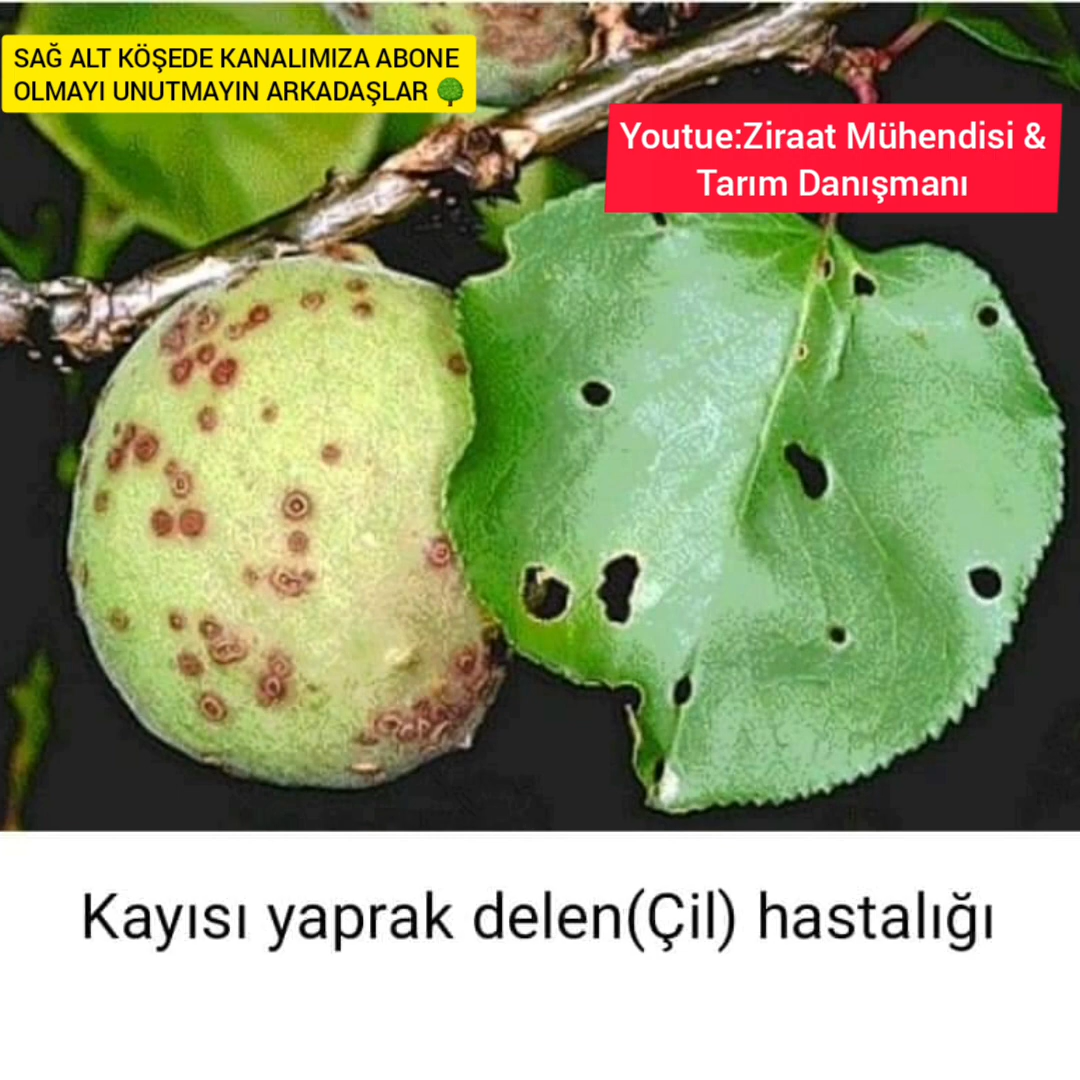 SAĞ ALT KÖŞEDE KANALIMIZA ABONE
OLMAYI UNUTMAYIN ARKADAŞLAR 🌳
Youtue:Ziraat Mühendisi &
Tarım Danışmanı
Kayısı yaprak delen(Çil) hastalığı